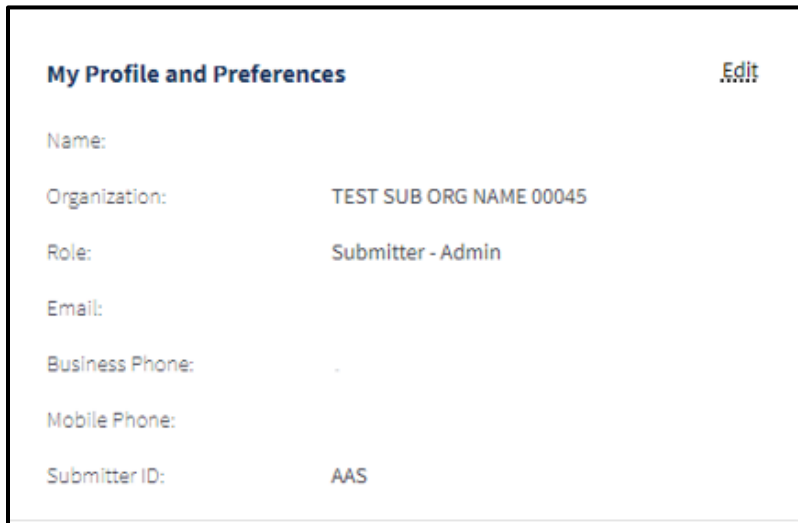 My Profile and Preferences Edit
Name:
Organization: TEST SUB ORG NAME 00045
Role: Submitter - Admin
Email:
Business Phone:
Mobile Phone:
Submitter ID: AAS